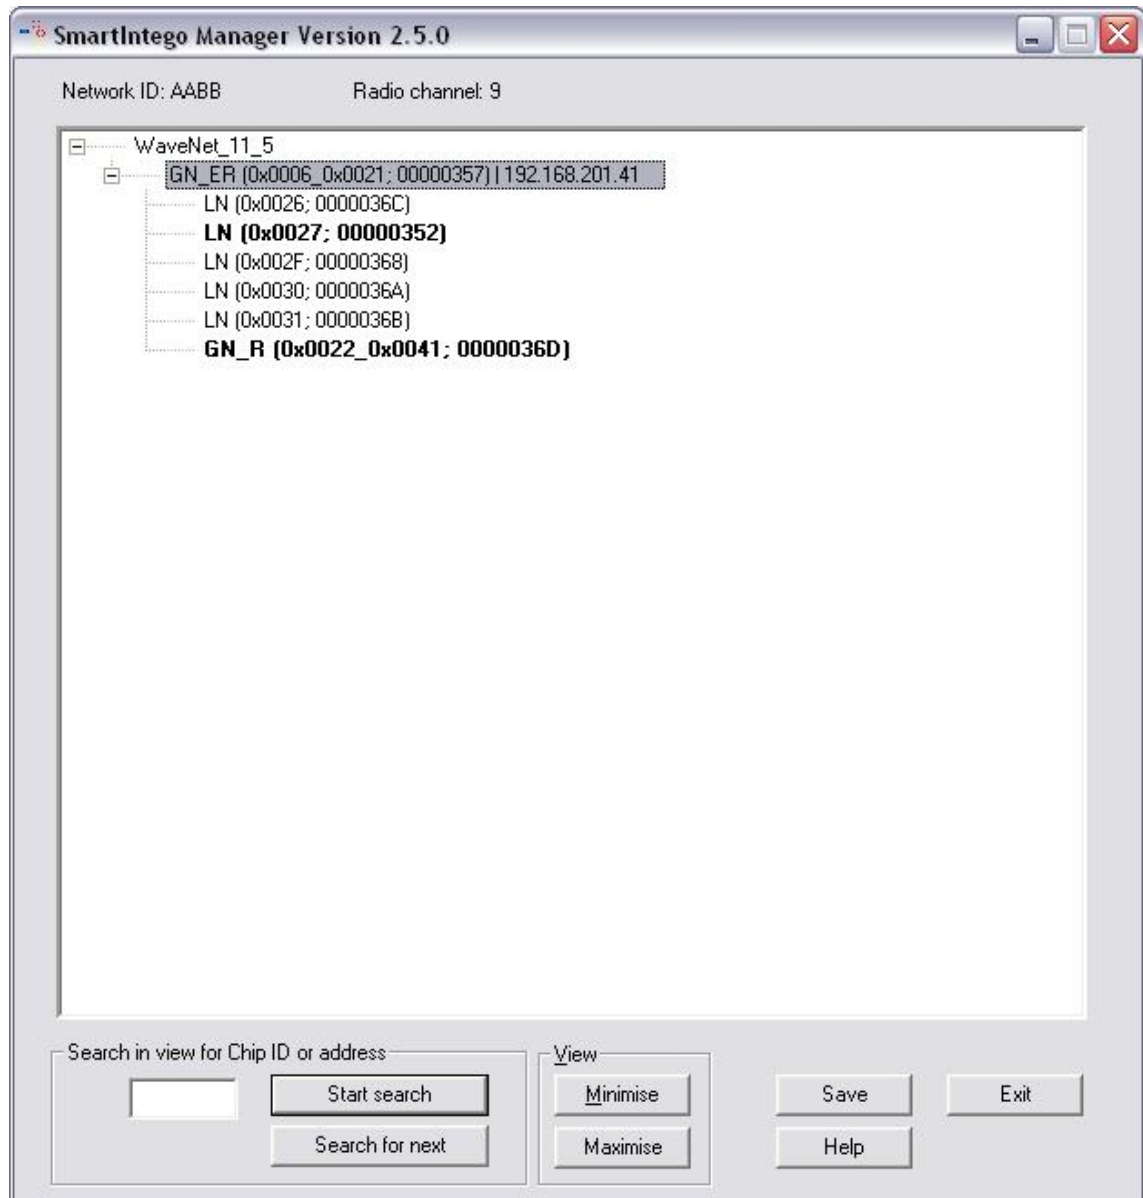 SmartIntego Manager Version 2.5.0
Network ID: AABB Radio channel: 9
WaveNet_11_5
GN_ER (0x0006_0x0021; 00000357) | 192.168.201.41
LN (0x0026; 0000036C)
LN (0x0027; 00000352)
LN (0x002F; 00000368)
LN (0x0030; 0000036A)
LN (0x0031; 0000036B)
GN_R (0x0022_0x0041; 0000036D)
Search in view for Chip ID or address
View
Start search Minimise Save Exit
Search for next Maximise Help